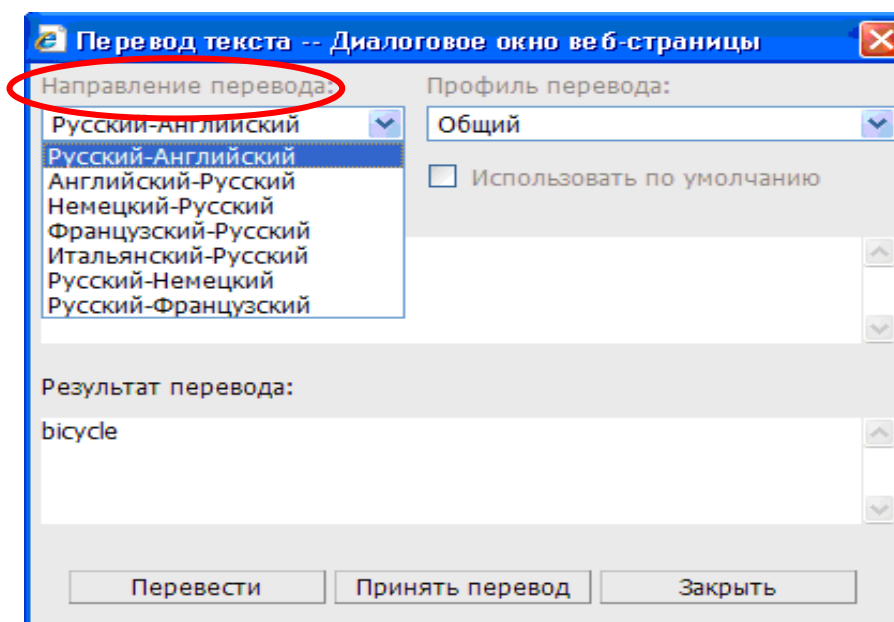 Перевод текста -- Диалоговое окно веб-страницы
Направление перевода: Профиль перевода:
Русский-Английский Общий
Русский-Английский
Английский-Русский Использовать по умолчанию
Немецкий-Русский
Французский-Русский
Итальянский-Русский
Русский-Немецкий
Русский-Французский
Результат перевода:
bicycle
Перевести Принять перевод Закрыть